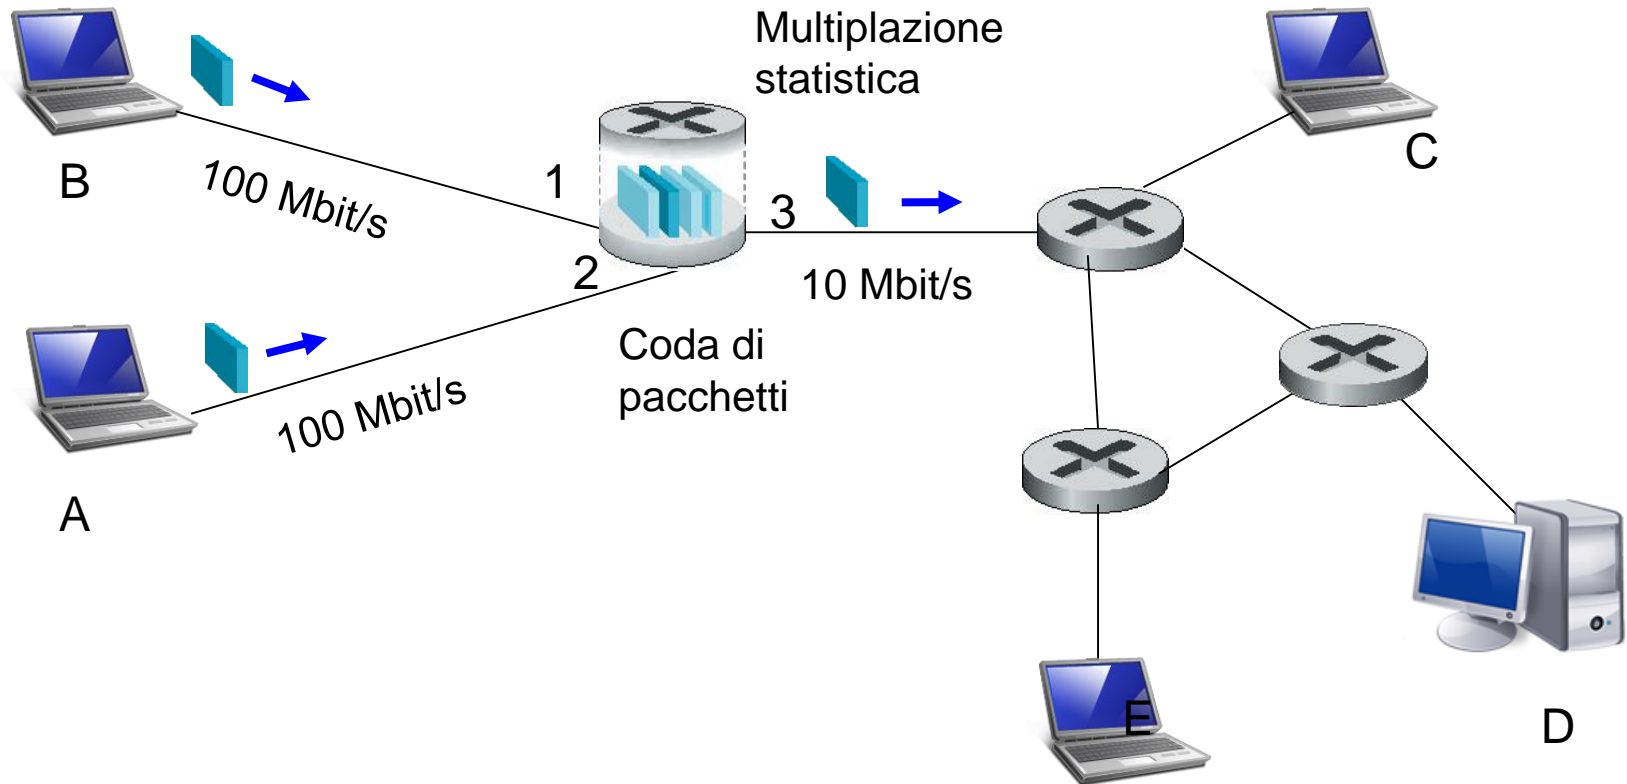 Multiplazione
statistica
B
100 Mbit/s
1
C
3
2
10 Mbit/s
Coda di
pacchetti
100 Mbit/s
A
E
D